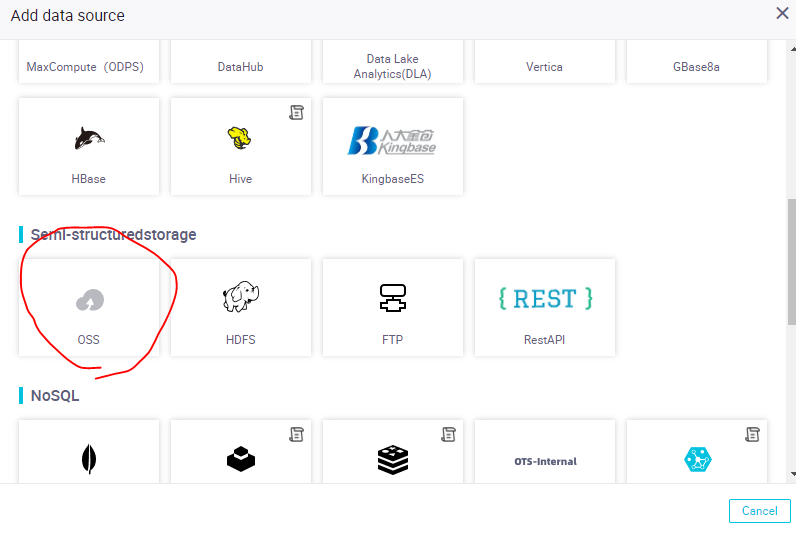 Add data source
MaxCompute（ODPS)
DataHub
Data Lake
Analytics(DLA)
Vertica
GBase8a
HBase
Hive
人大金仓
Kingbase
KingbaseES
Semi-structuredstorage
OSS
HDFS
FTP
{ REST }
RestAPI
NoSQL
OTS-Internal
Cancel